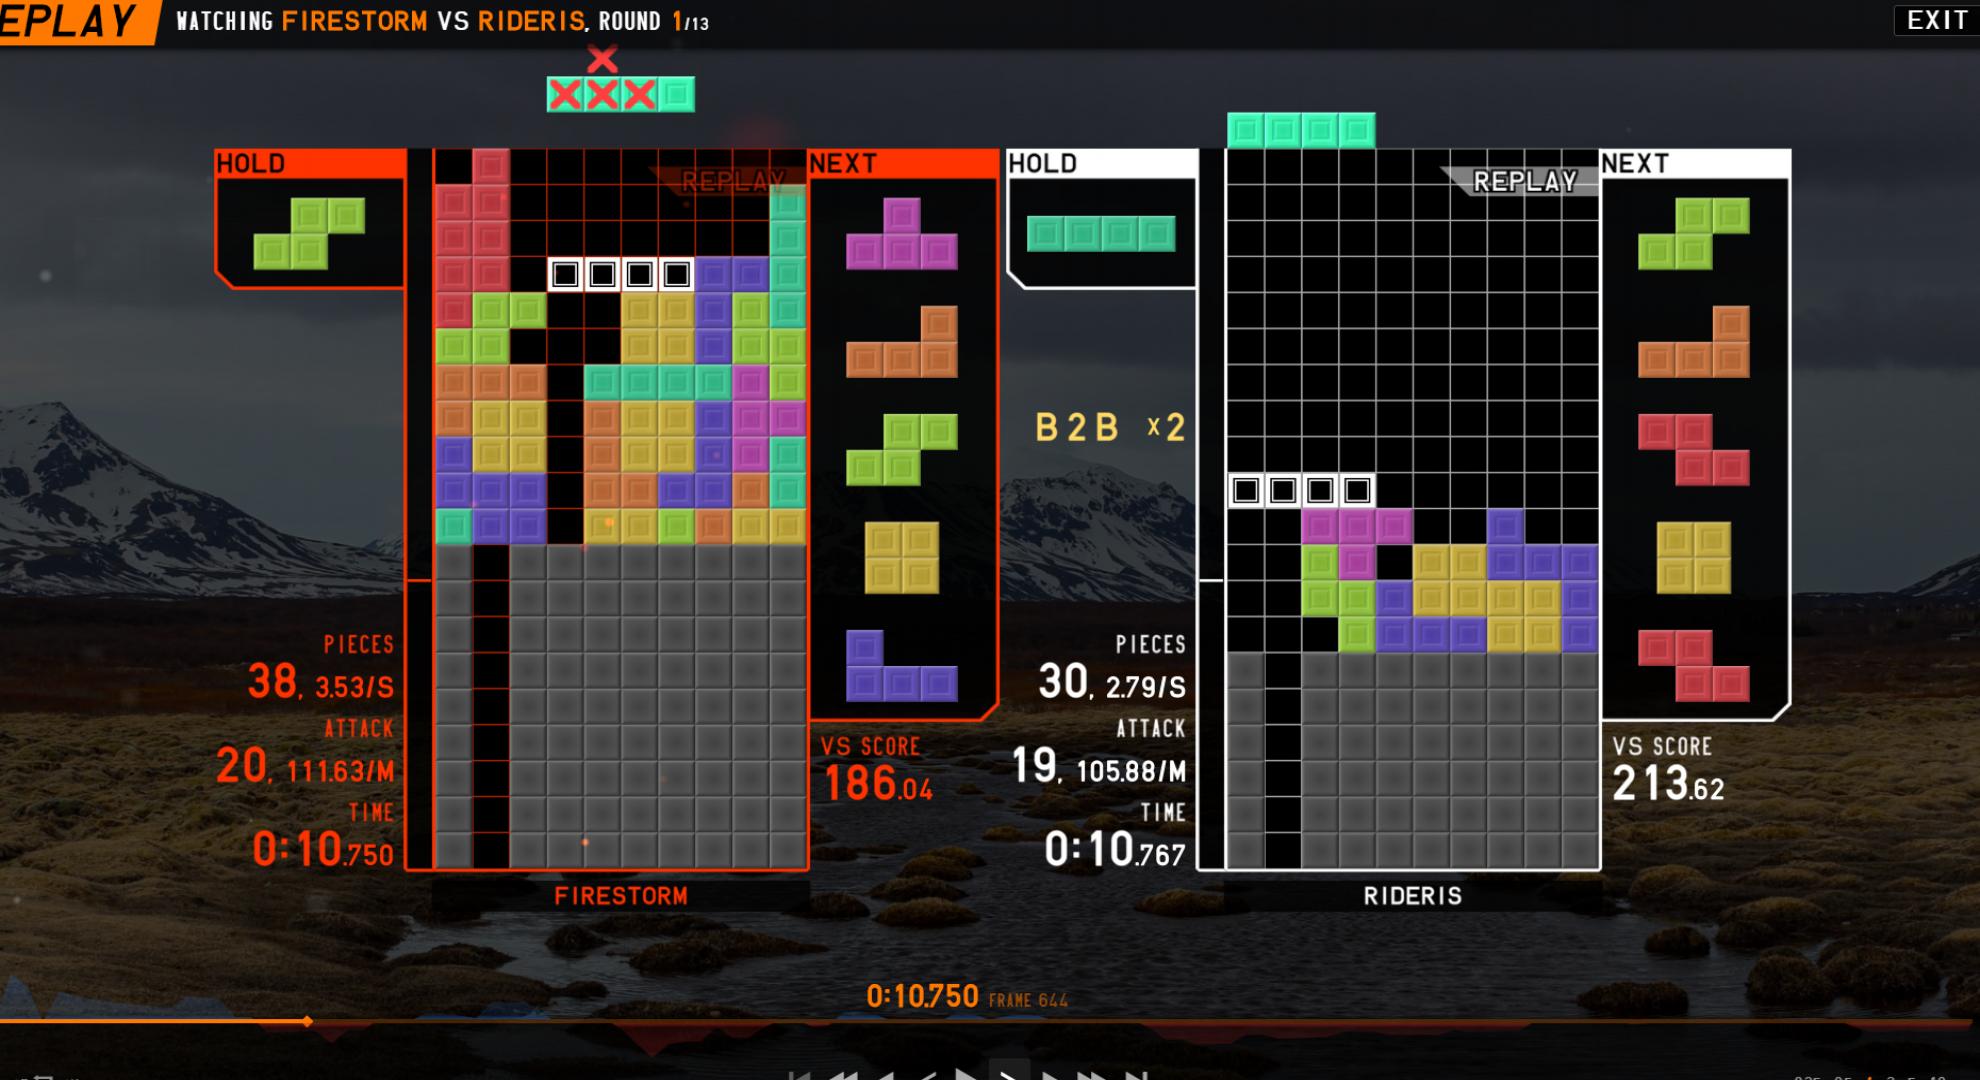 EPLAY
WATCHING FIRESTORM VS RIDERIS, ROUND 1/13
EXIT
HOLD
REPLAY
NEXT
PIECES
38, 3.53/S
ATTACK
20, 111.63/M
TIME
0:10.750
VS SCORE
186.04
FIRESTORM
HOLD
REPLAY
NEXT
B2B x2
PIECES
30, 2.79/S
ATTACK
19, 105.88/M
TIME
0:10.767
VS SCORE
213.62
RIDERIS
0:10.750 FRAME 644